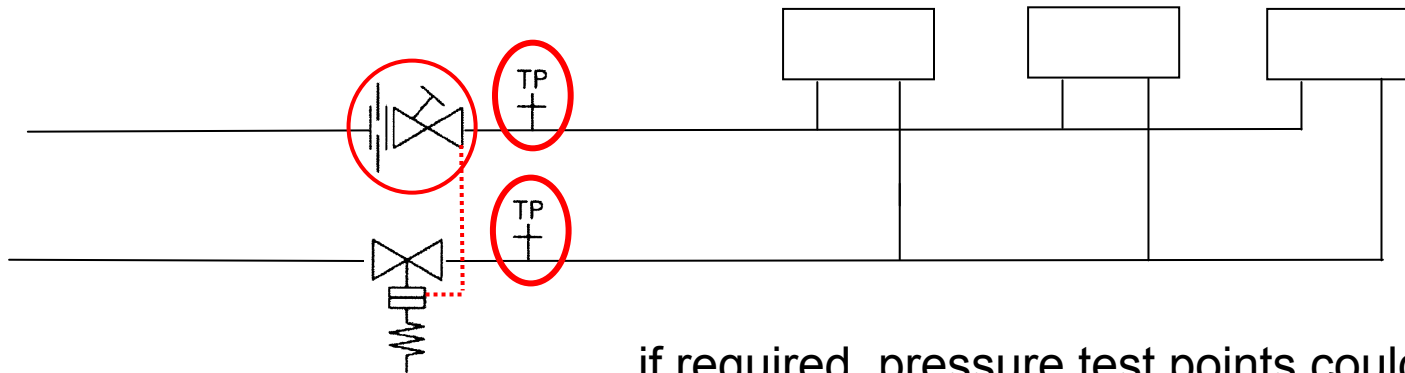 TP
TP
if required, pressure test points could